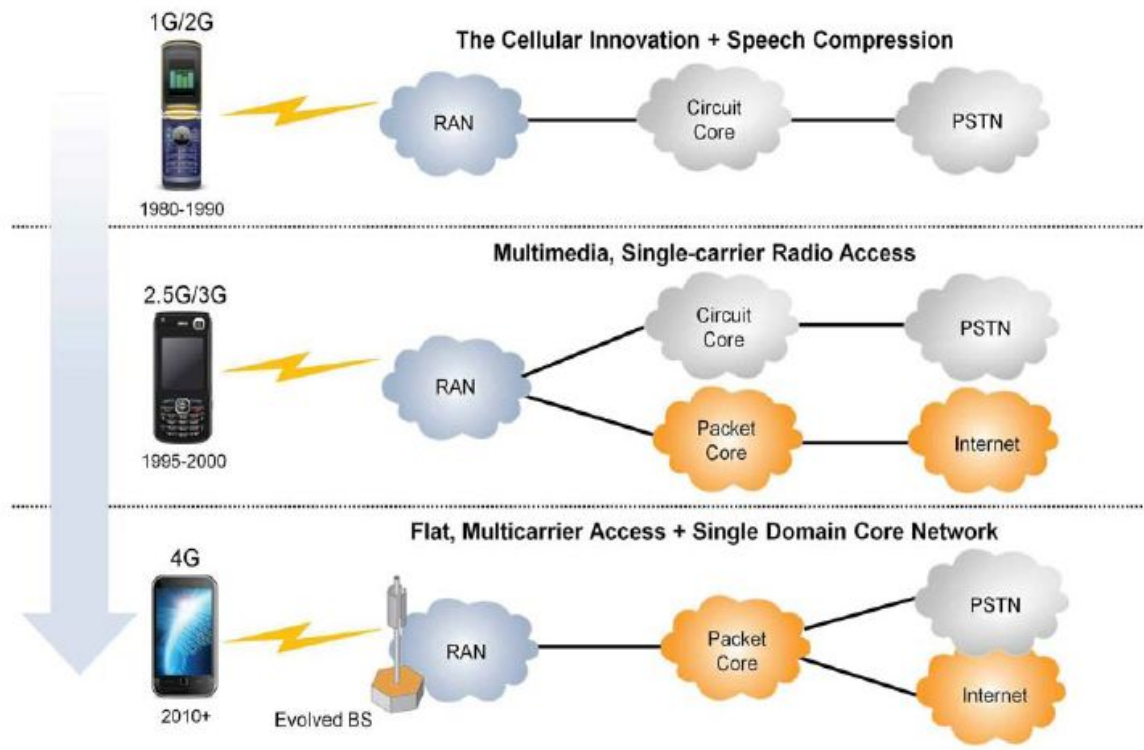 1G/2G
The Cellular Innovation + Speech Compression
RAN
Circuit
Core
PSTN
1980-1990
Multimedia, Single-carrier Radio Access
2.5G/3G
Circuit
Core
PSTN
RAN
Packet
Core
Internet
1995-2000
Flat, Multicarrier Access + Single Domain Core Network
4G
PSTN
RAN
Packet
Core
Internet
2010+
Evolved BS